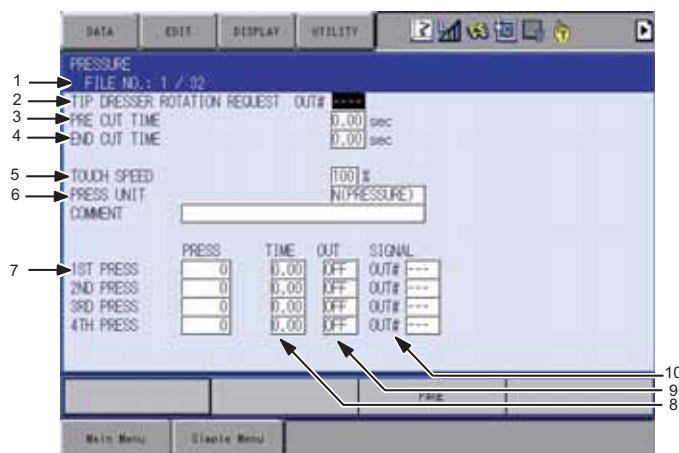 DATA EDIT DISPLAY UTILITY
PRESSURE
1 FILE NO.: 1 / 32
2 TIP DRESSER ROTATION REQUEST OUT# ----
3 PRE CUT TIME 0.00 sec
4 END CUT TIME 0.00 sec
5 TOUCH SPEED 100 %
6 PRESS UNIT N(PRESSURE)
COMMENT
PRESS TIME OUT SIGNAL
7 1ST PRESS 0 0.00 OFF OUT# ---
2ND PRESS 0 0.00 OFF OUT# ---
3RD PRESS 0 0.00 OFF OUT# ---
4TH PRESS 0 0.00 OFF OUT# ---
10
9
PAGE 8
Main Menu Simple Menu